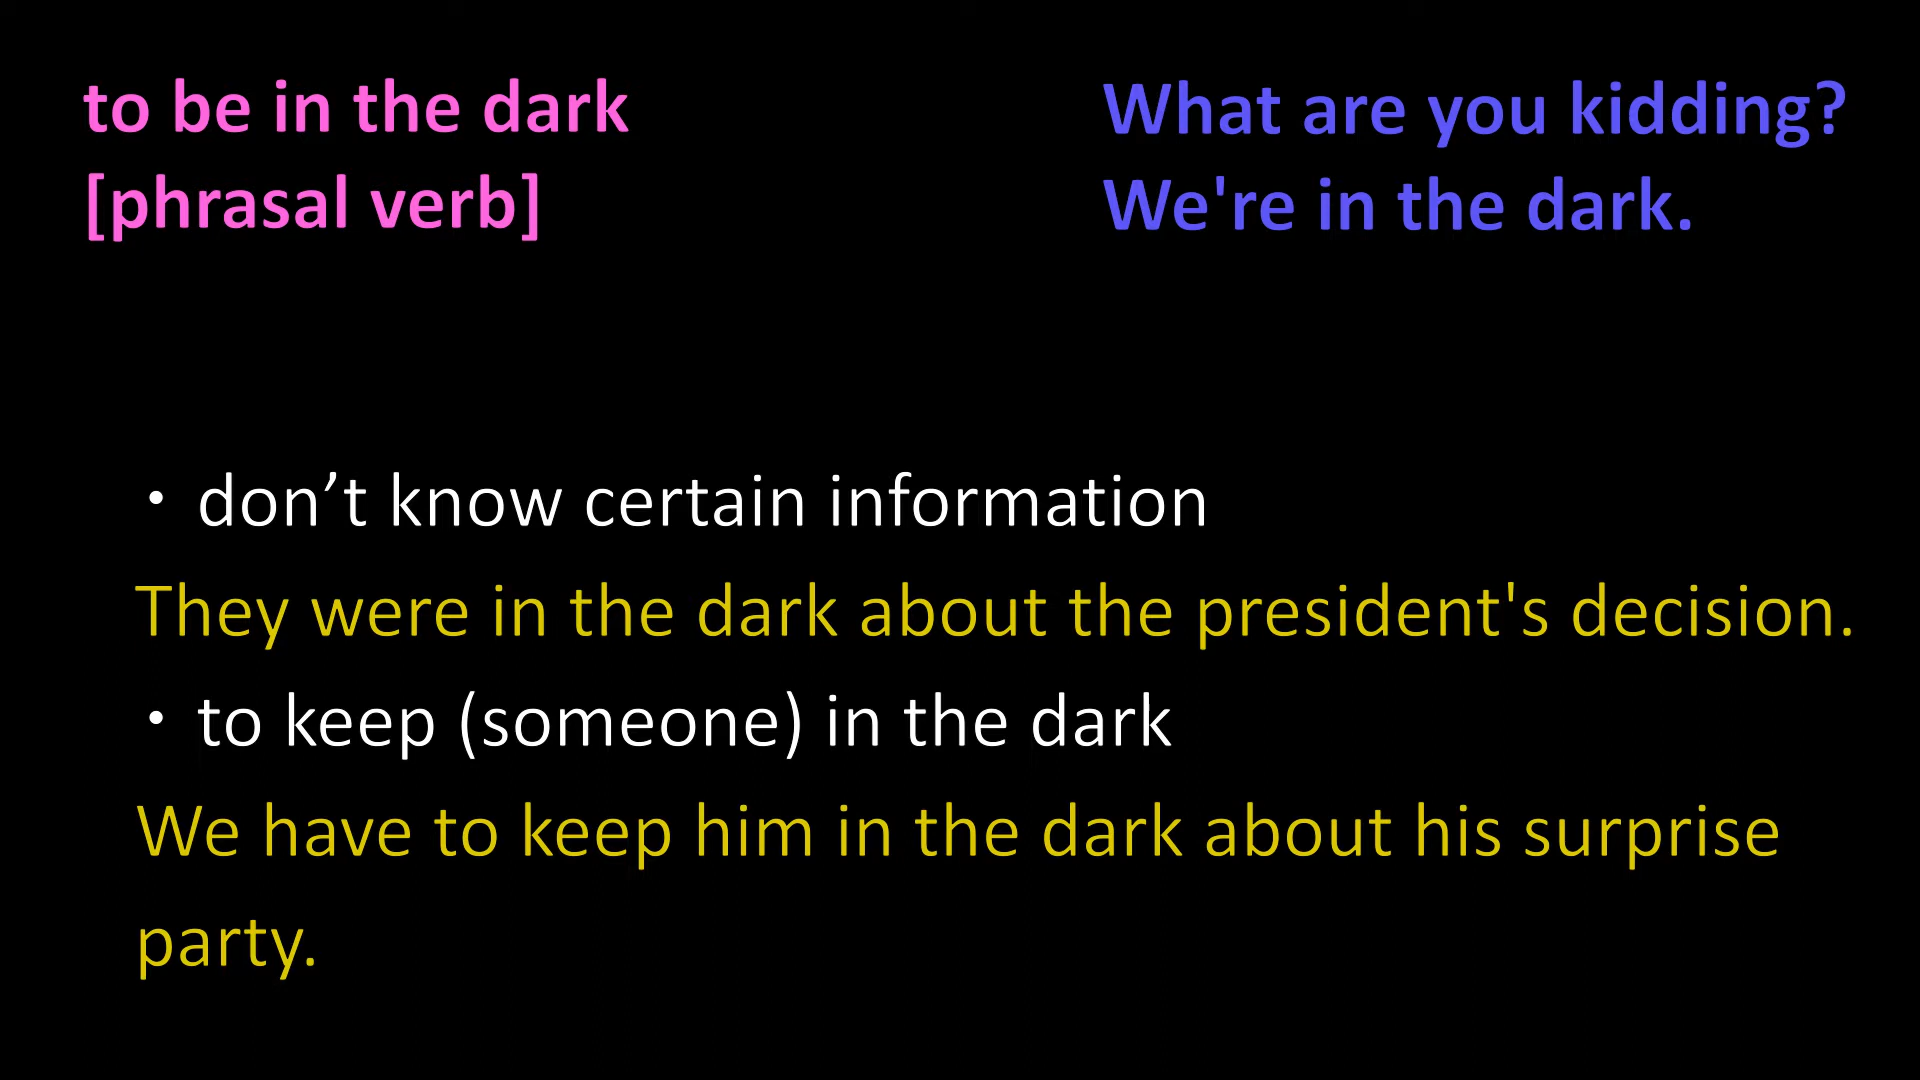 to be in the dark
[phrasal verb]
What are you kidding?
We're in the dark.
・don’t know certain information
They were in the dark about the president's decision.
・to keep (someone) in the dark
We have to keep him in the dark about his surprise
party.